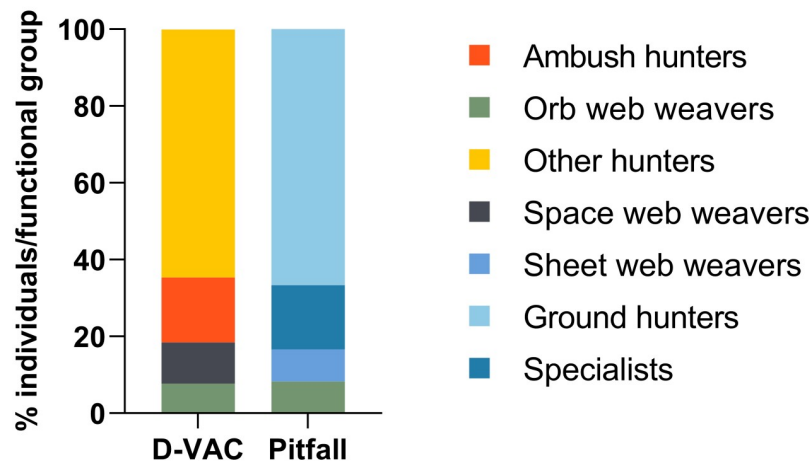 % individuals/functional group
100
80
60
40
20
0
D-VAC Pitfall
Ambush hunters
Orb web weavers
Other hunters
Space web weavers
Sheet web weavers
Ground hunters
Specialists